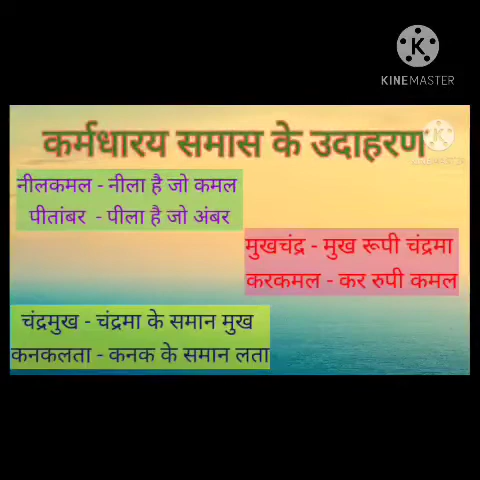 KINEMASTER
कर्मधारय समास के उदाहरण
KINEMASTER
नीलकमल - नीला है जो कमल
पीतांबर - पीला है जो अंबर
मुखचंद्र - मुख रूपी चंद्रमा
करकमल - कर रुपी कमल
चंद्रमुख - चंद्रमा के समान मुख
कनकलता - कनक के समान लता